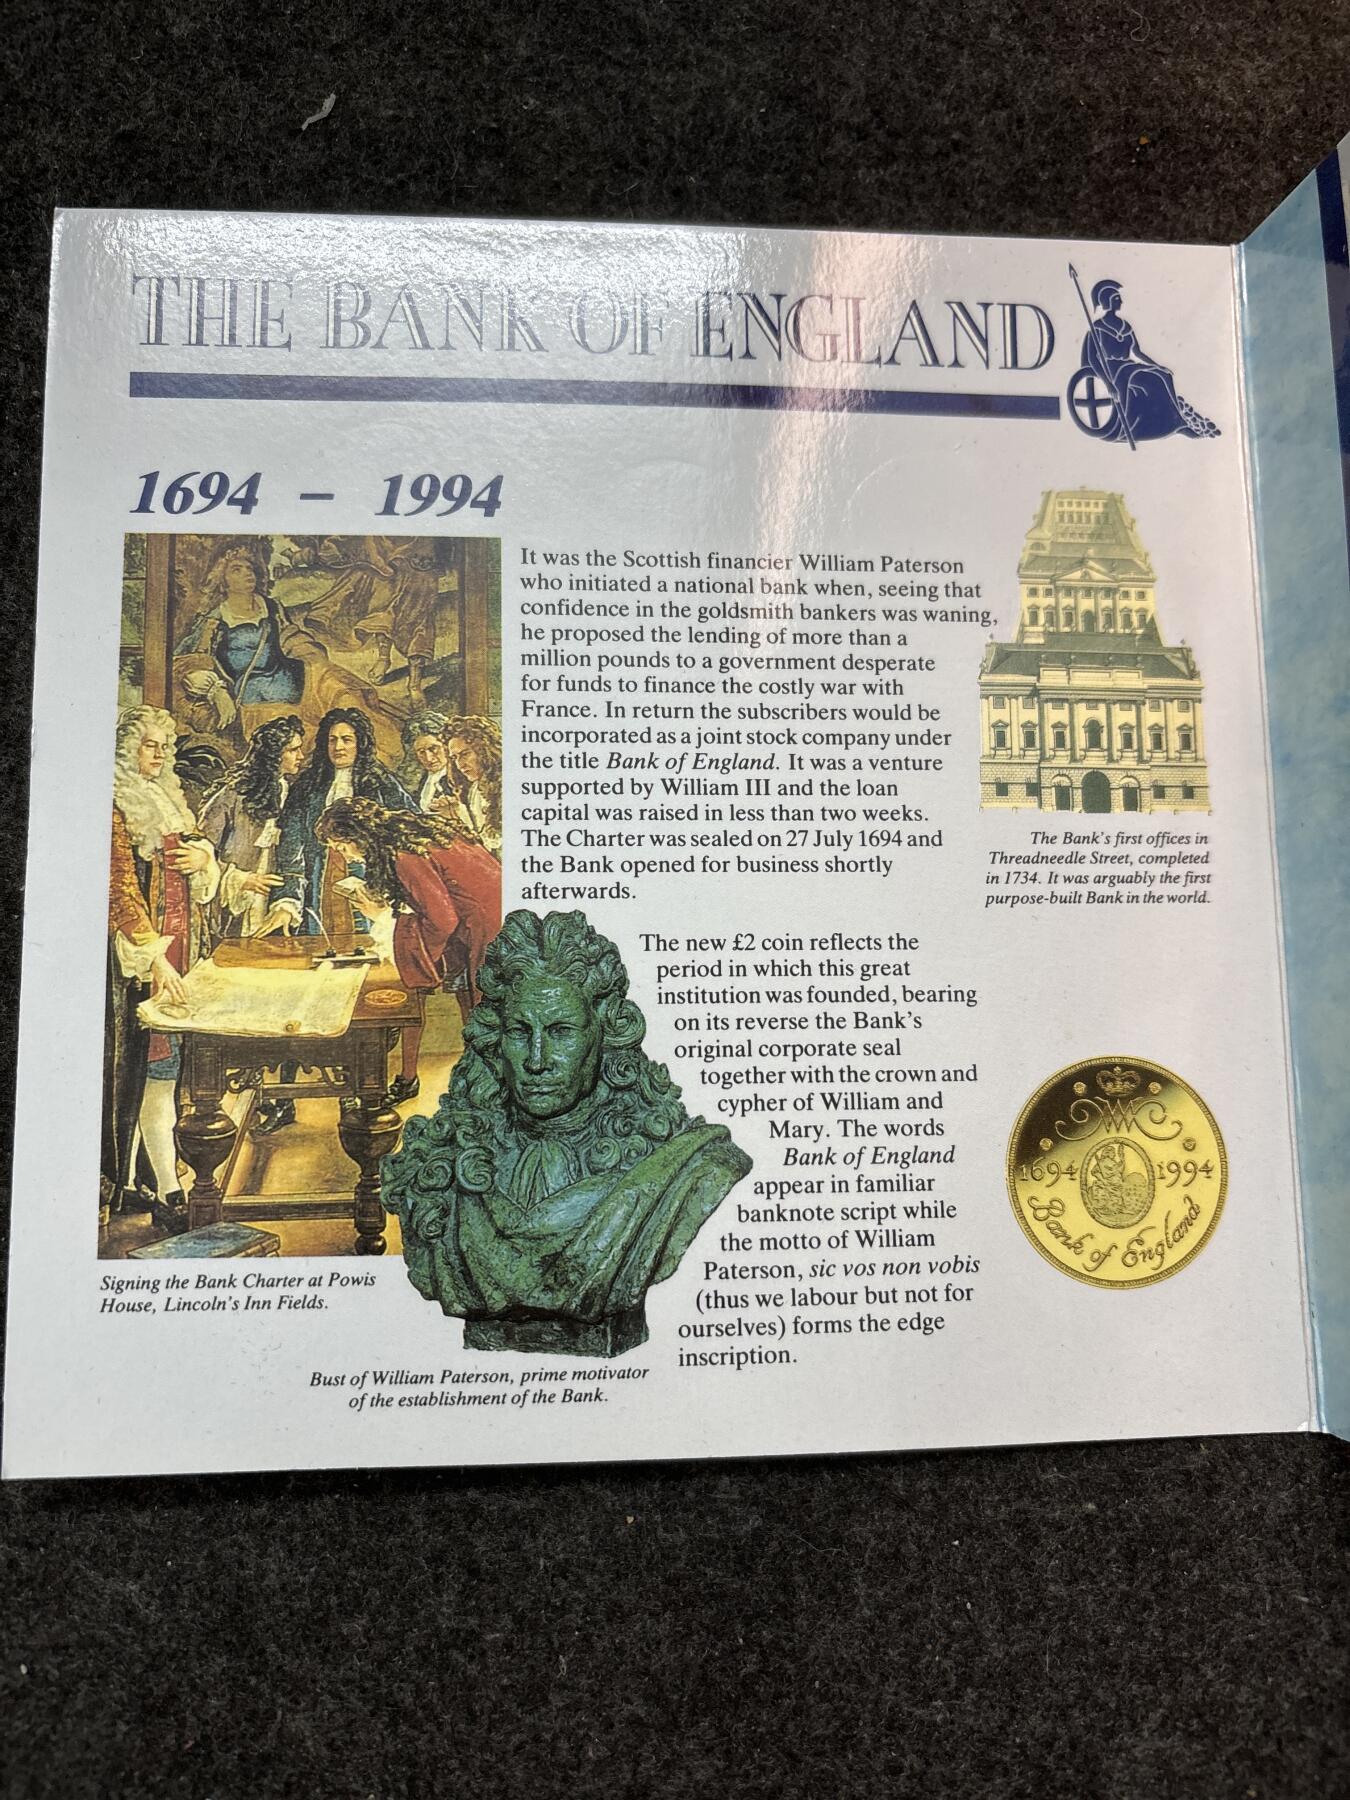 THE BANK OF ENGLAND
1694 – 1994
It was the Scottish financier William Paterson
who initiated a national bank when, seeing that
confidence in the goldsmith bankers was waning,
he proposed the lending of more than a
million pounds to a government desperate
for funds to finance the costly war with
France. In return the subscribers would be
incorporated as a joint stock company under
the title Bank of England. It was a venture
supported by William III and the loan
capital was raised in less than two weeks.
The Charter was sealed on 27 July 1694 and
the Bank opened for business shortly
afterwards.
The Bank's first offices in
Threadneedle Street, completed
in 1734. It was arguably the first
purpose-built Bank in the world.
The new £2 coin reflects the
period in which this great
institution was founded, bearing
on its reverse the Bank's
original corporate seal
together with the crown and
cypher of William and
Mary. The words
Bank of England
appear in familiar
banknote script while
the motto of William
Paterson, sic vos non vobis
(thus we labour but not for
ourselves) forms the edge
inscription.
1694 1994
Bank of England
Signing the Bank Charter at Powis
House, Lincoln's Inn Fields.
Bust of William Paterson, prime motivator
of the establishment of the Bank.